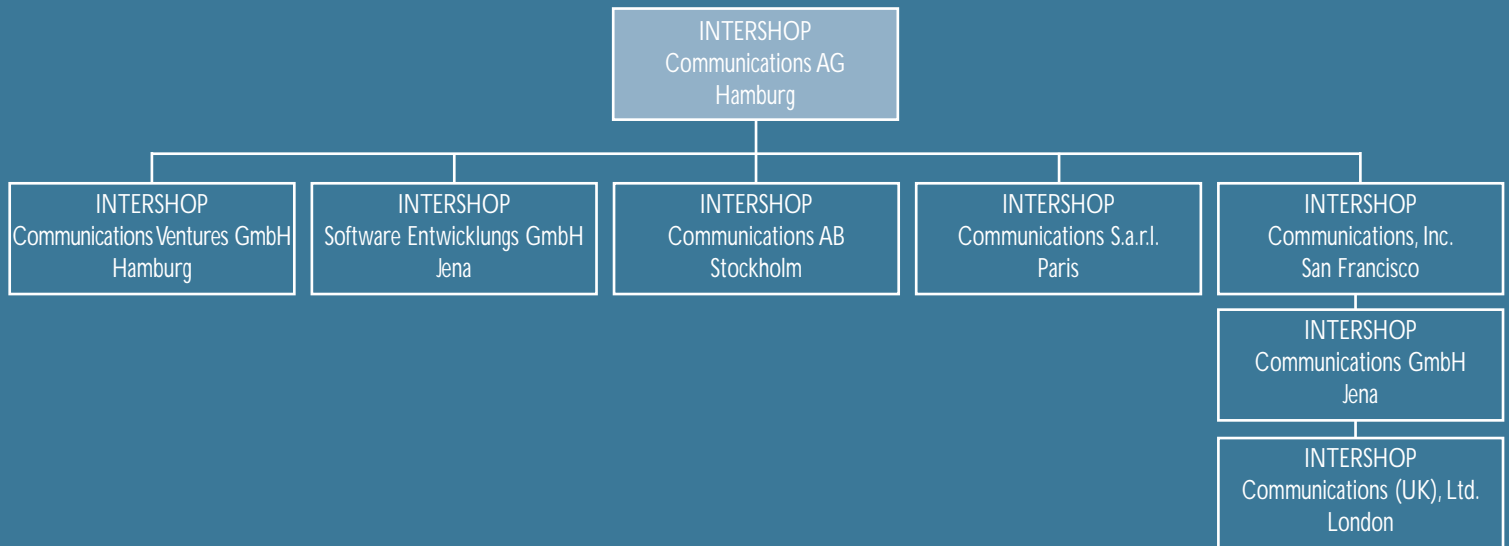 INTERSHOP
Communications AG
Hamburg
INTERSHOP
Communications Ventures GmbH
Hamburg
INTERSHOP
Software Entwicklungs GmbH
Jena
INTERSHOP
Communications AB
Stockholm
INTERSHOP
Communications S.a.r.l.
Paris
INTERSHOP
Communications, Inc.
San Francisco
INTERSHOP
Communications GmbH
Jena
INTERSHOP
Communications (UK), Ltd.
London